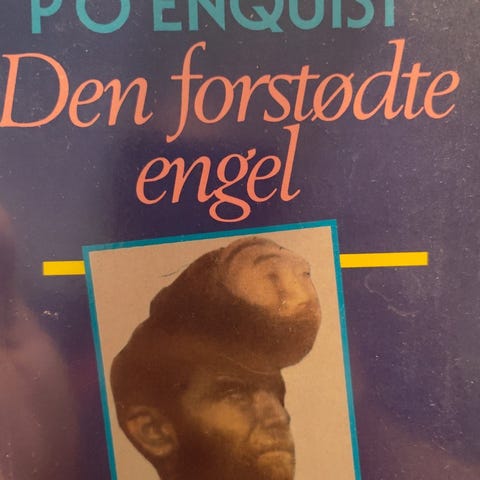 P O ENQUIST
Den forstødte
engel